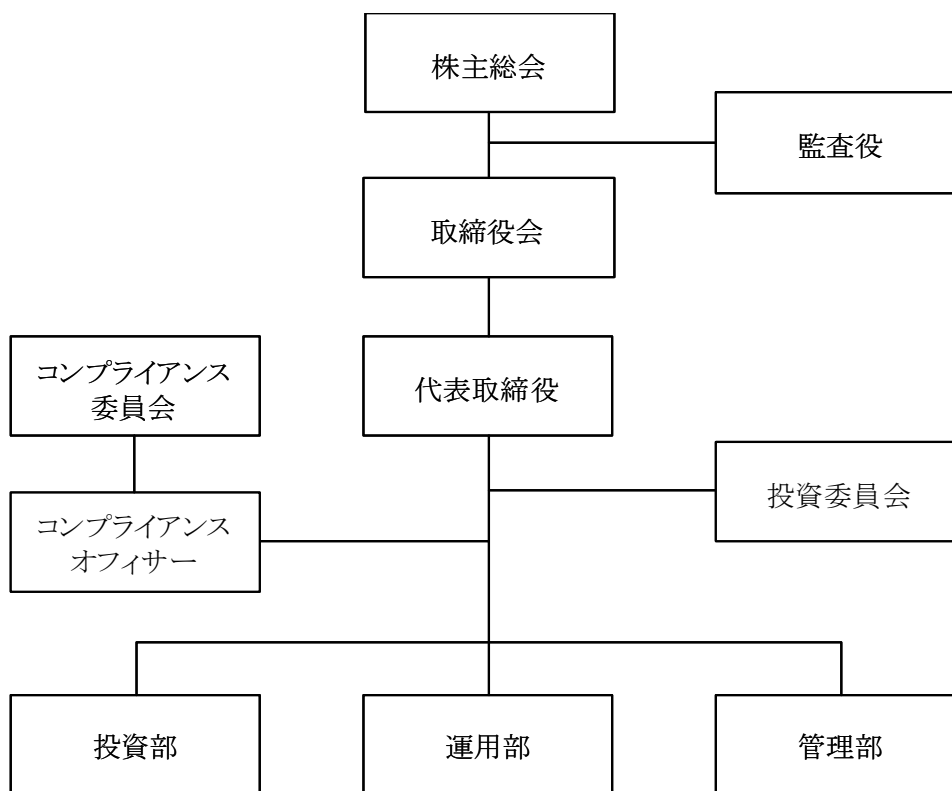 株主総会
監査役
取締役会
コンプライアンス
委員会
代表取締役
投資委員会
コンプライアンス
オフィサー
投資部
運用部
管理部